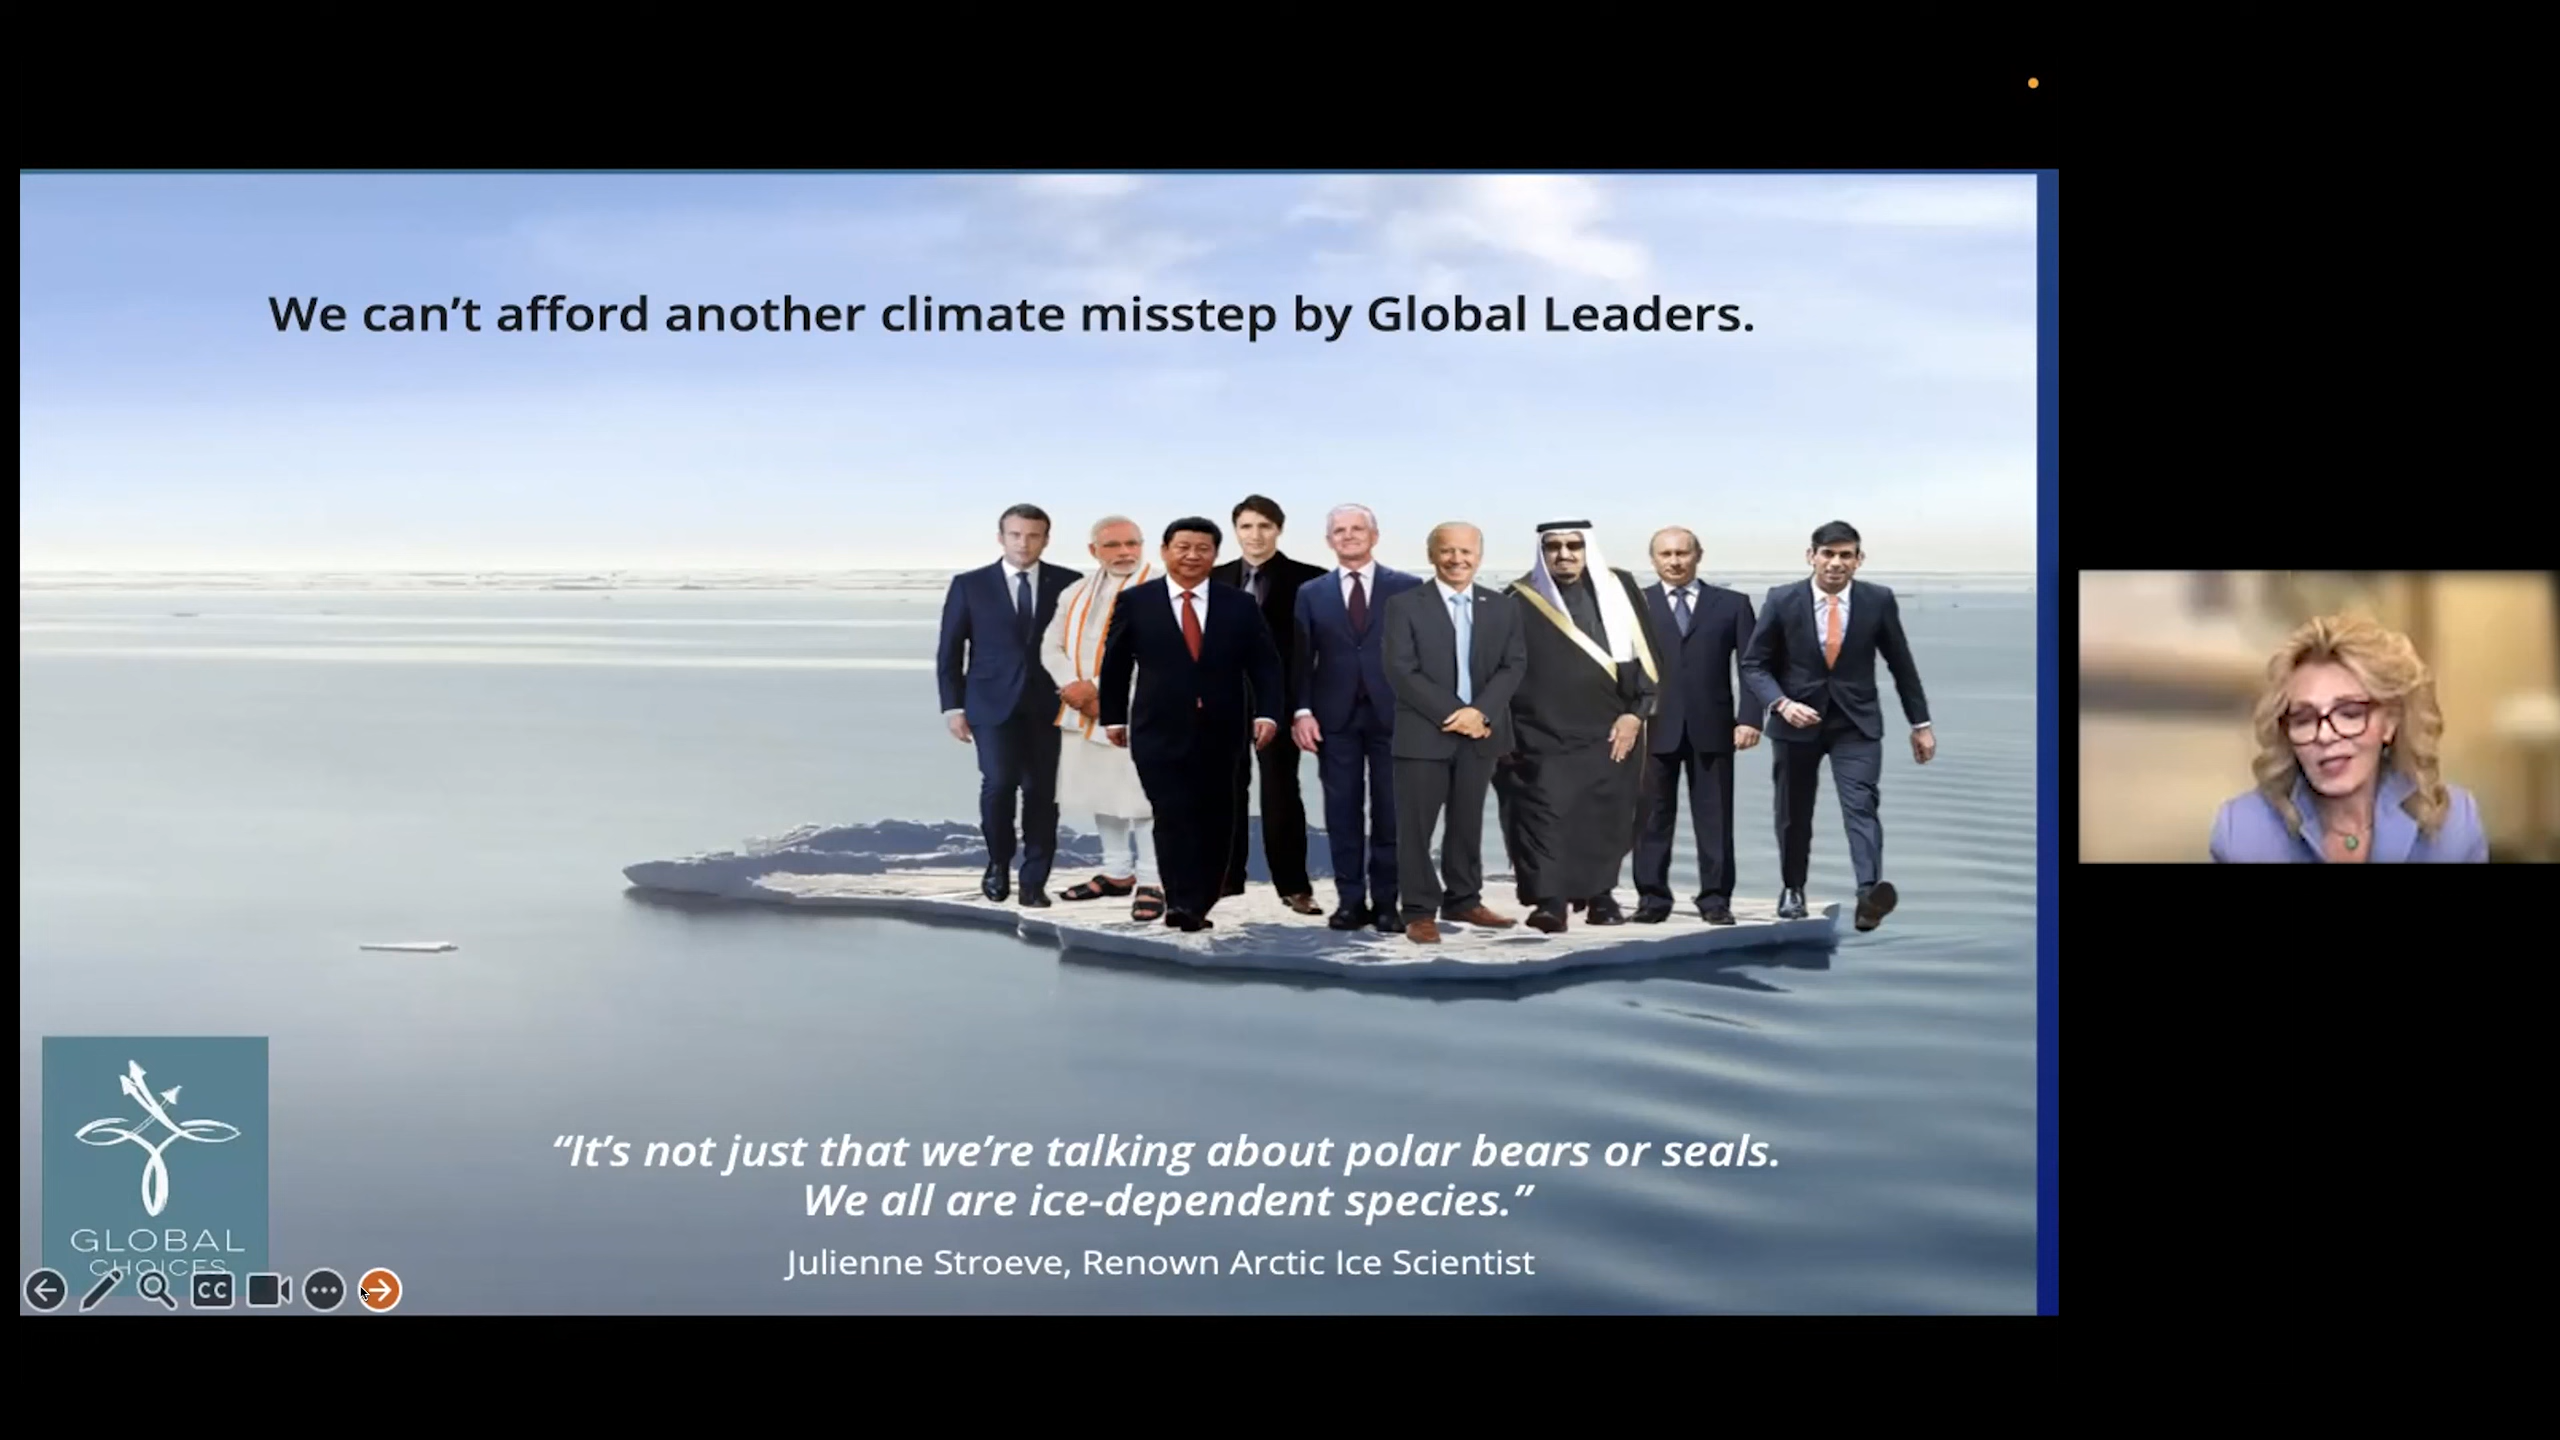 We can’t afford another climate misstep by Global Leaders.
“It’s not just that we’re talking about polar bears or seals.
We all are ice-dependent species.”
Julienne Stroeve, Renown Arctic Ice Scientist
GLOBAL
CHOICES
CC